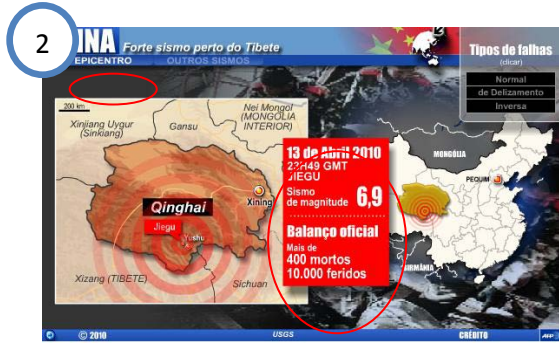 2
INA Forte sismo perto do Tibete
EPICENTRO OUTROS SISMOS
Tipos de falhas
(clicar)
Normal
de Delizamento
Inversa
200 km
Xinjiang Uygur
(Sinkiang)
Gansu
Nei Mongol
(MONGÓLIA
INTERIOR)
Qinghai
Jiegu
Yushu
Xining
Xizang (TIBETE)
Sichuan
13 de Abril 2010
22H49 GMT
JIEGU
Sismo
de magnitude 6,9
Balanço oficial
Mais de
400 mortos
10.000 feridos
MONGÓLIA
PEQUIM
BIRMÂNIA
© 2010
USGS
CRÉDITO
AFP